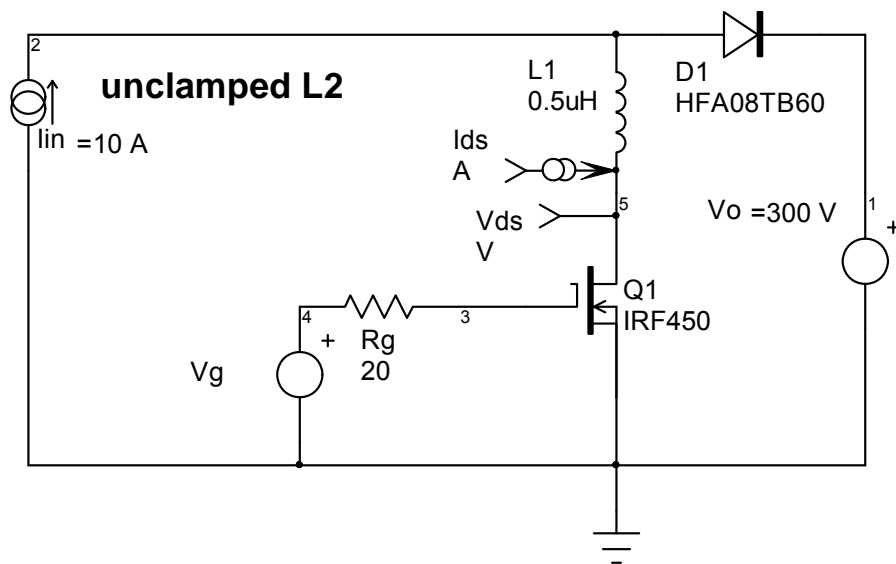 2
unclamped L2
Iin =10 A
L1
0.5uH
D1
HFA08TB60
Ids
A
Vds
V
5
Vo =300 V
1
+
Q1
IRF450
4
3
Rg
20
+
Vg